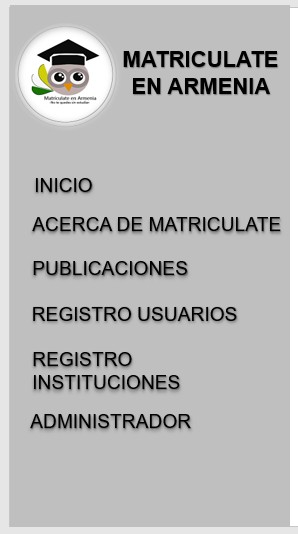 Matriculate en Armenia
No te quedes sin estudiar
MATRICULATE
EN ARMENIA
INICIO
ACERCA DE MATRICULATE
PUBLICACIONES
REGISTRO USUARIOS
REGISTRO
INSTITUCIONES
ADMINISTRADOR